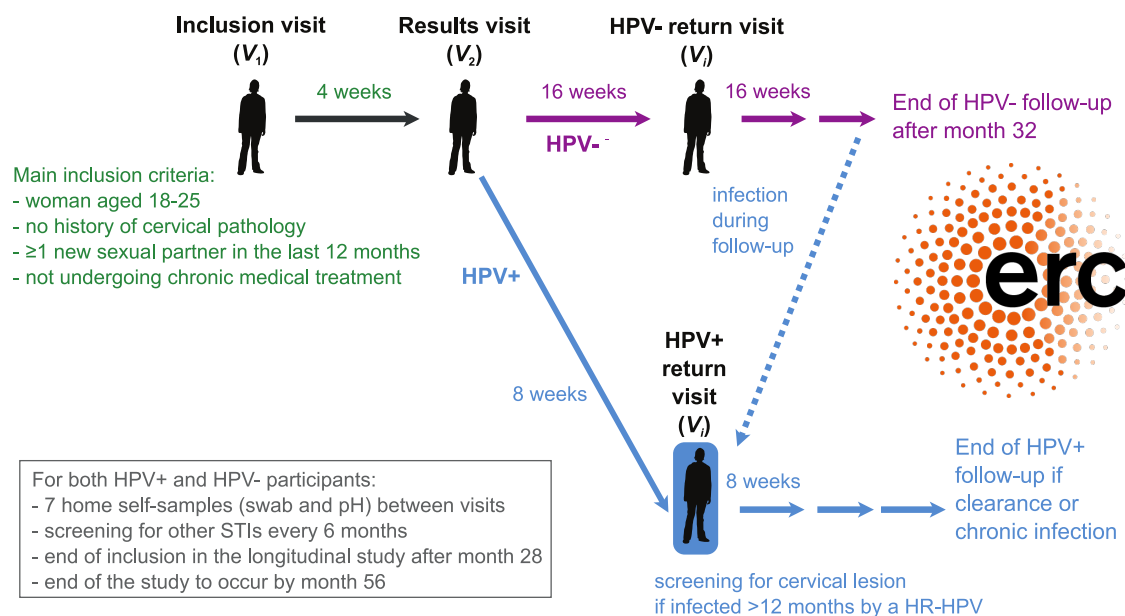 Inclusion visit
(V1)
Results visit
(V2)
HPV- return visit
(Vi)
4 weeks
16 weeks
HPV-
16 weeks
End of HPV- follow-up
after month 32
Main inclusion criteria:
- woman aged 18-25
- no history of cervical pathology
- ≥1 new sexual partner in the last 12 months
- not undergoing chronic medical treatment
infection
during
follow-up
erc
HPV+
8 weeks
HPV+
return
visit
(Vi)
8 weeks
End of HPV+
follow-up if
clearance or
chronic infection
screening for cervical lesion
if infected >12 months by a HR-HPV
For both HPV+ and HPV- participants:
- 7 home self-samples (swab and pH) between visits
- screening for other STIs every 6 months
- end of inclusion in the longitudinal study after month 28
- end of the study to occur by month 56